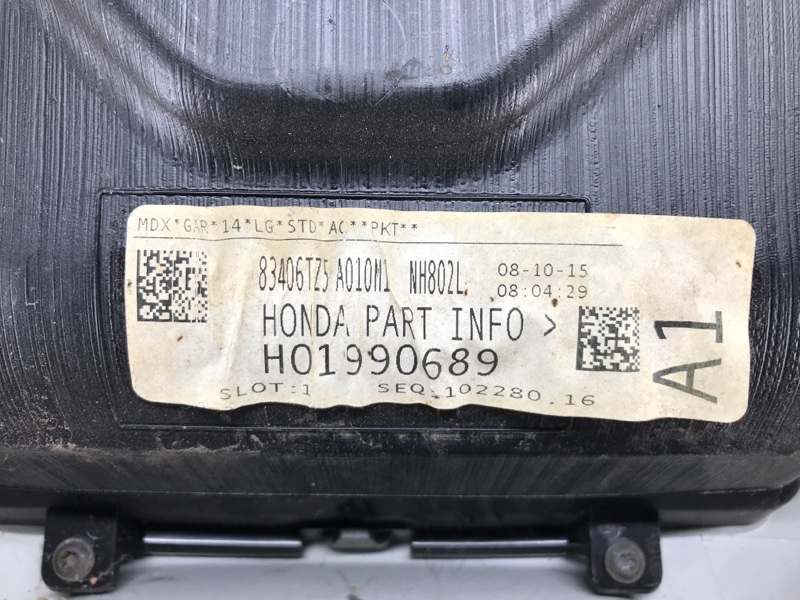 MDX*GAR*14*LG*STD*AC**PKT**
83406TZ5 A010M1 NH802L
08-10-15
08:04:29
HONDA PART INFO >
H01990689
SLOT:1 SEQ:102280.16
A1